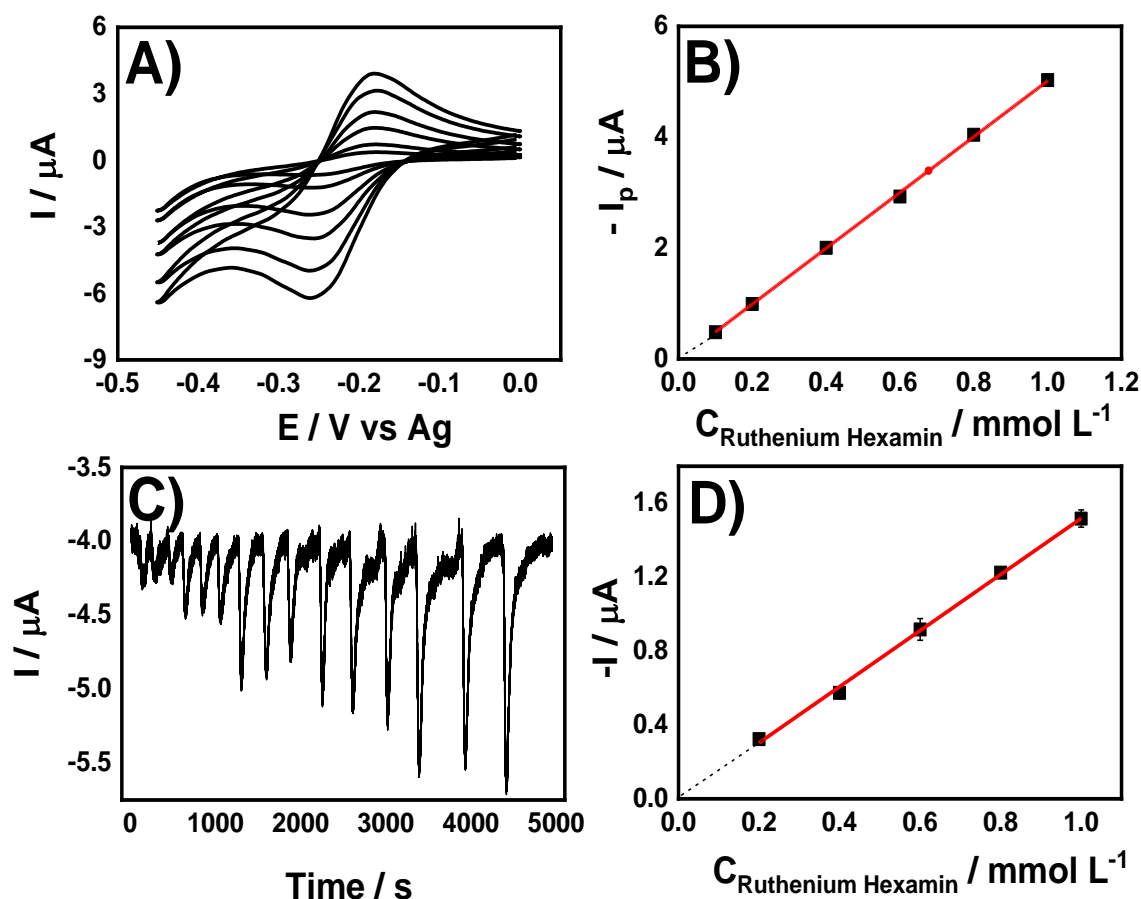 A)
6
3
0
-3
-6
-9
I / μA
-0.5 -0.4 -0.3 -0.2 -0.1 0.0
E / V vs Ag
B)
6
4
2
0
- Ip / μA
0.0 0.2 0.4 0.6 0.8 1.0 1.2
CRuthenium Hexamin / mmol L-1
C)
-3.5
-4.0
-4.5
-5.0
-5.5
I / μA
0 1000 2000 3000 4000 5000
Time / s
D)
1.6
1.2
0.8
0.4
0.0
-I / μA
0.0 0.2 0.4 0.6 0.8 1.0
CRuthenium Hexamin / mmol L-1